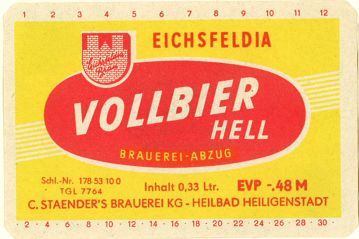 1 2 3 4 5 6 7 8 9 10 11 12
EICHSFELDIA
VOLLBIER
HELL
BRAUEREI-ABZUG
Schl.-Nr. 178 53 10 0
TGL 7764
Inhalt 0,33 Ltr.
EVP -.48 M
C. STAENDER'S BRAUEREI KG - HEILBAD HEILIGENSTADT
2 · 4 · 6 · 8 · 10 · 12 · 14 · 16 · 18 · 20 · 22 · 24 · 26 · 28 · 30 ·